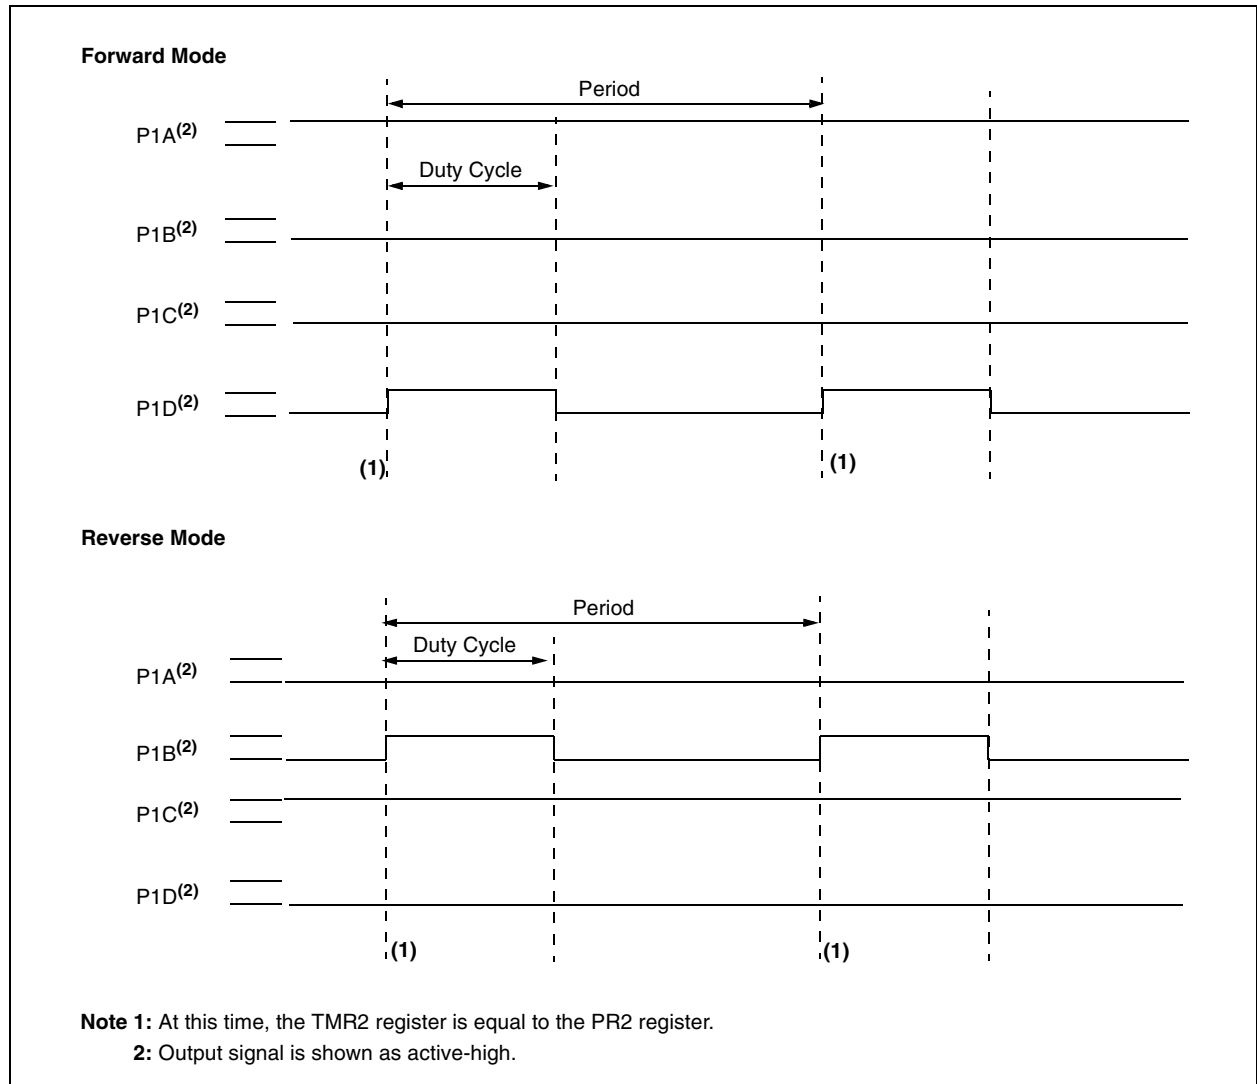 Forward Mode
Period
P1A(2)
Duty Cycle
P1B(2)
P1C(2)
P1D(2)
(1)
(1)
Reverse Mode
Period
Duty Cycle
P1A(2)
P1B(2)
P1C(2)
P1D(2)
(1)
(1)
Note 1: At this time, the TMR2 register is equal to the PR2 register.
2: Output signal is shown as active-high.